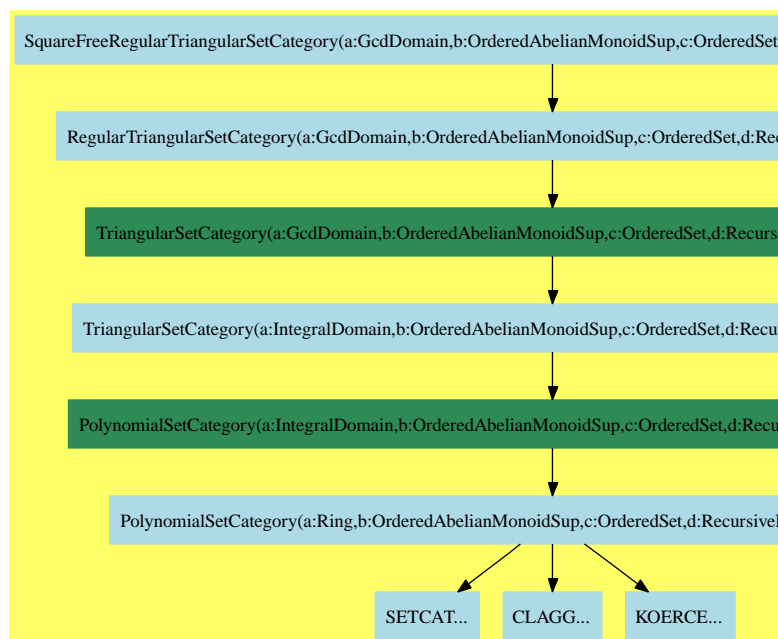 SquareFreeRegularTriangularSetCategory(a:GcdDomain,b:OrderedAbelianMonoidSup,c:OrderedSet
RegularTriangularSetCategory(a:GcdDomain,b:OrderedAbelianMonoidSup,c:OrderedSet,d:Rec
TriangularSetCategory(a:GcdDomain,b:OrderedAbelianMonoidSup,c:OrderedSet,d:Recurs
TriangularSetCategory(a:IntegralDomain,b:OrderedAbelianMonoidSup,c:OrderedSet,d:Recu
PolynomialSetCategory(a:IntegralDomain,b:OrderedAbelianMonoidSup,c:OrderedSet,d:Recu
PolynomialSetCategory(a:Ring,b:OrderedAbelianMonoidSup,c:OrderedSet,d:Recursivel
SETCAT... CLAGG... KOERCE...